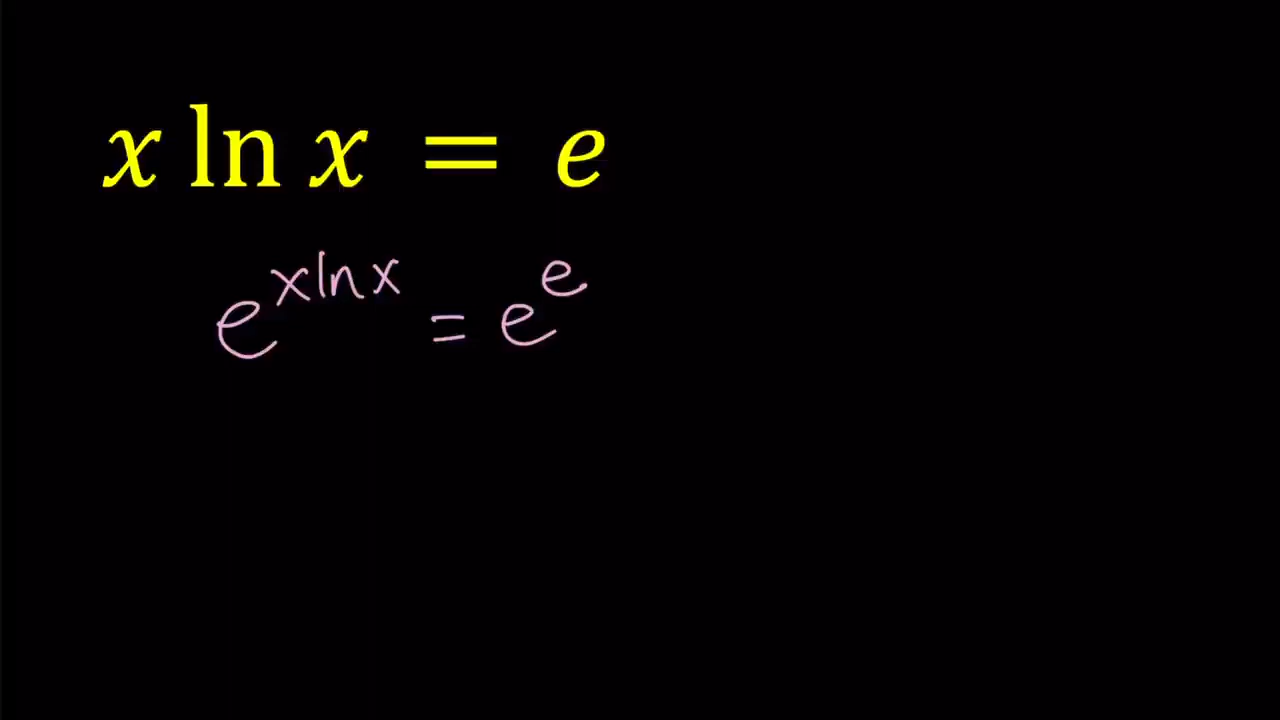 x ln x = e
e^{x ln x} = e^e